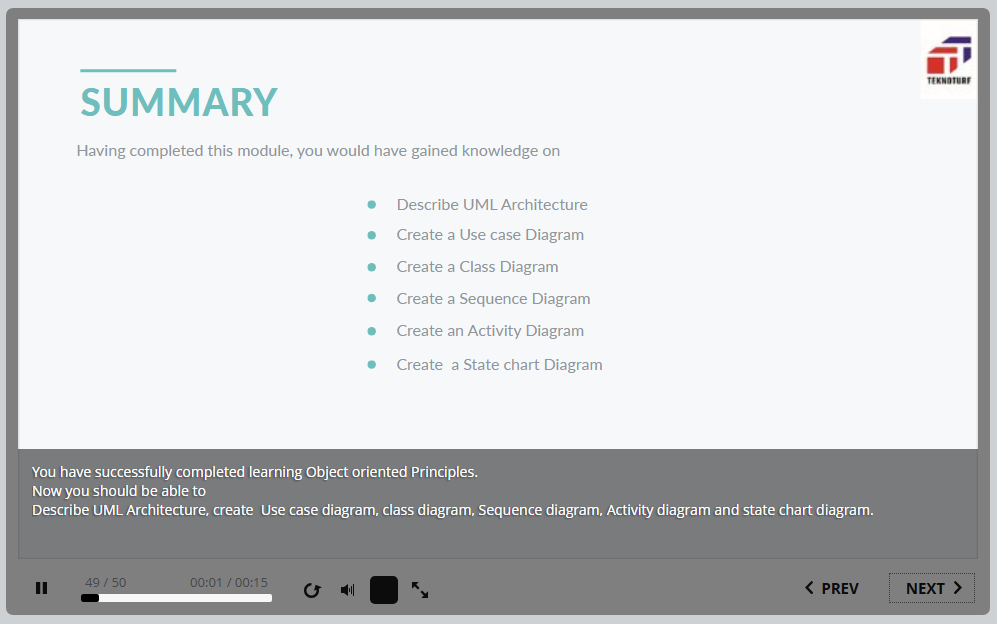 TEKNOTURF
SUMMARY
Having completed this module, you would have gained knowledge on
Describe UML Architecture
Create a Use case Diagram
Create a Class Diagram
Create a Sequence Diagram
Create an Activity Diagram
Create  a State chart Diagram
You have successfully completed learning Object oriented Principles.
Now you should be able to
Describe UML Architecture, create  Use case diagram, class diagram, Sequence diagram, Activity diagram and state chart diagram.
49 / 50 00:01 / 00:15
PREV NEXT